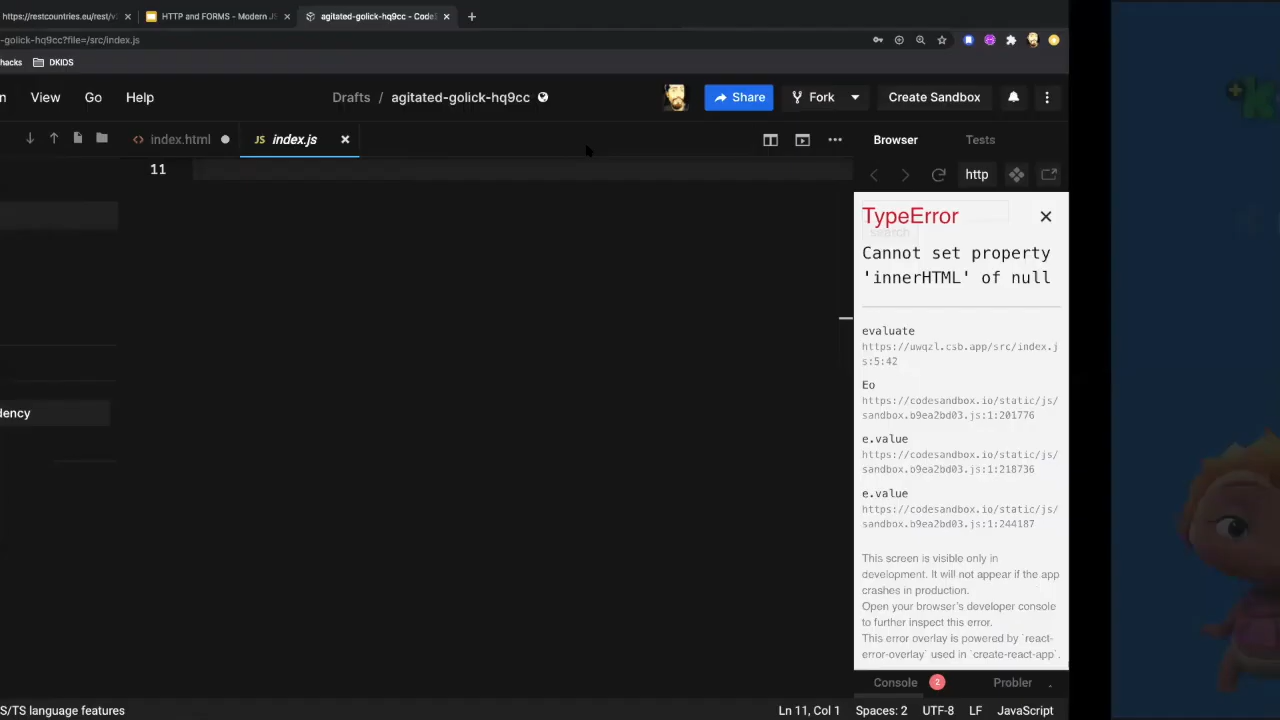 https://restcountries.eu/rest/v
HTTP and FORMS - Modern JS
agitated-golick-hq9cc - CodeS
-golick-hq9cc?file=/src/index.js
hacks
DKIDS
n View Go Help
Drafts / agitated-golick-hq9cc
Share
Fork
Create Sandbox
<> index.html
JS index.js
Browser
Tests
11
http
TypeError
Search
Cannot set property
'innerHTML' of null
evaluate
https://uwqzl.csb.app/src/index.j
s:5:42
Eo
https://codesandbox.io/static/js/
sandbox.b9ea2bd03.js:1:201776
e.value
https://codesandbox.io/static/js/
sandbox.b9ea2bd03.js:1:218736
e.value
https://codesandbox.io/static/js/
sandbox.b9ea2bd03.js:1:244187
dency
This screen is visible only in
development. It will not appear if the app
crashes in production.
Open your browser's developer console
to further inspect this error.
This error overlay is powered by `react-
error-overlay` used in `create-react-app`.
Console 2
Probler
S/TS language features
Ln 11, Col 1
Spaces: 2
UTF-8
LF
JavaScript